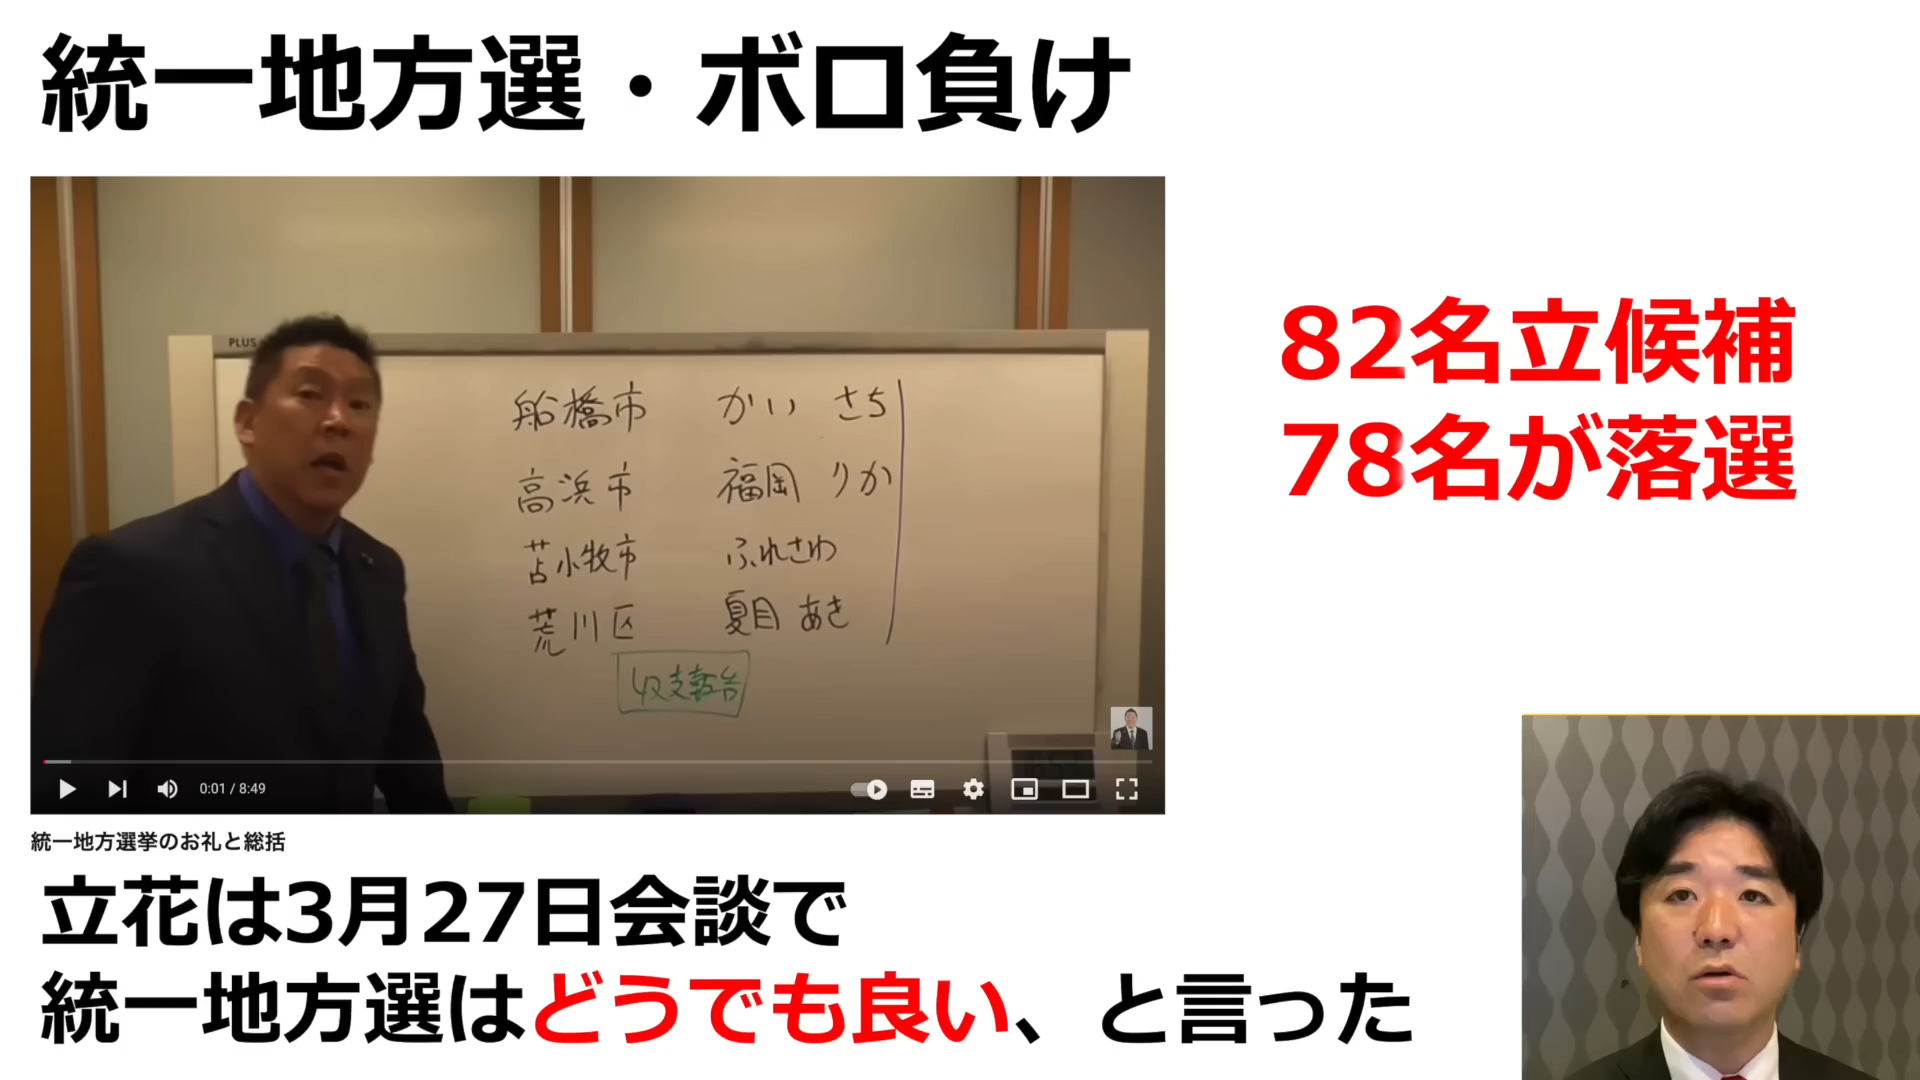 統一地方選・ボロ負け
PLUS
船橋市 かい さち
高浜市 福岡 りか
苫小牧市 ふれさわ
荒川区 夏目 あき
収支報告
0:01 / 8:49
統一地方選挙のお礼と総括
82名立候補
78名が落選
立花は3月27日会談で
統一地方選はどうでも良い、と言った